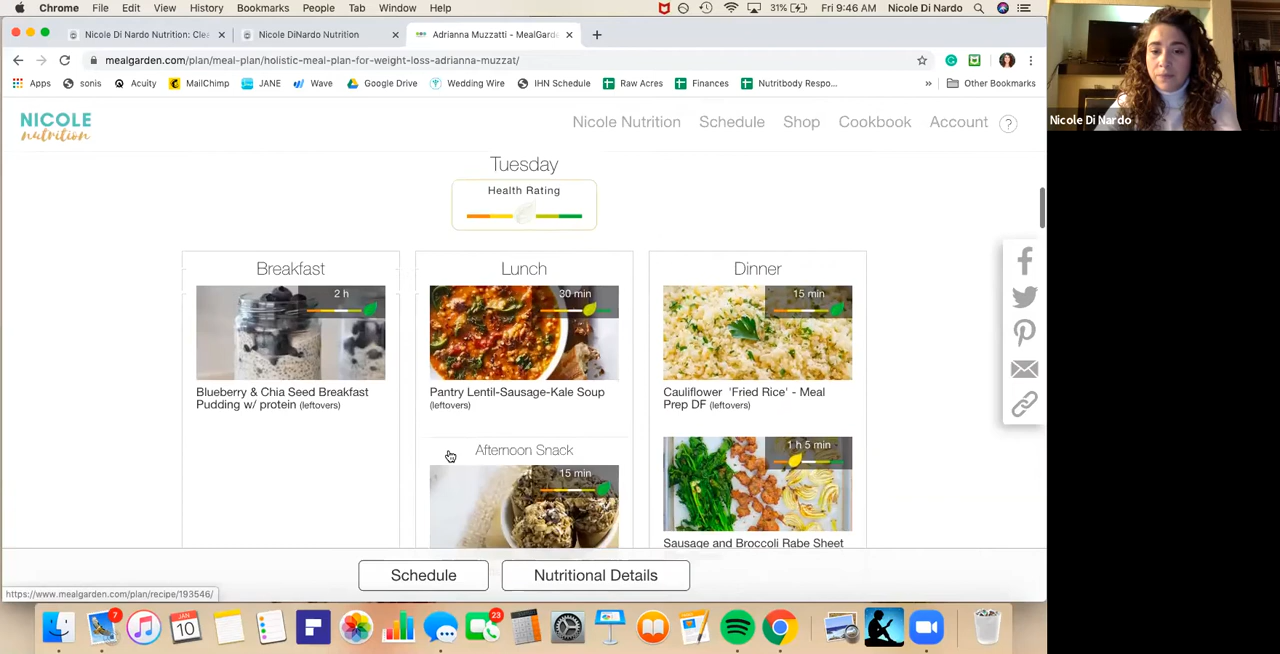 Chrome File Edit View History Bookmarks People Tab Window Help 31% Fri 9:46 AM Nicole Di Nardo
Nicole Di Nardo Nutrition: Clea Nicole DiNardo Nutrition Adrianna Muzzatti - MealGarde
mealgarden.com/plan/meal-plan/holistic-meal-plan-for-weight-loss-adrianna-muzzat/
Apps sonis Acuity MailChimp JANE Wave Google Drive Wedding Wire IHN Schedule Raw Acres Finances Nutritbody Respo... » Other Bookmarks
NICOLE
nutrition
Nicole Nutrition Schedule Shop Cookbook Account ?
Nicole Di Nardo
Tuesday
Health Rating
Breakfast
2 h
Blueberry & Chia Seed Breakfast
Pudding w/ protein (leftovers)
Lunch
30 min
Pantry Lentil-Sausage-Kale Soup
(leftovers)
Afternoon Snack
15 min
Dinner
15 min
Cauliflower 'Fried Rice' - Meal
Prep DF (leftovers)
1 h 5 min
Sausage and Broccoli Rabe Sheet
Schedule Nutritional Details
https://www.mealgarden.com/plan/recipe/193546/
7
JAN
10
23